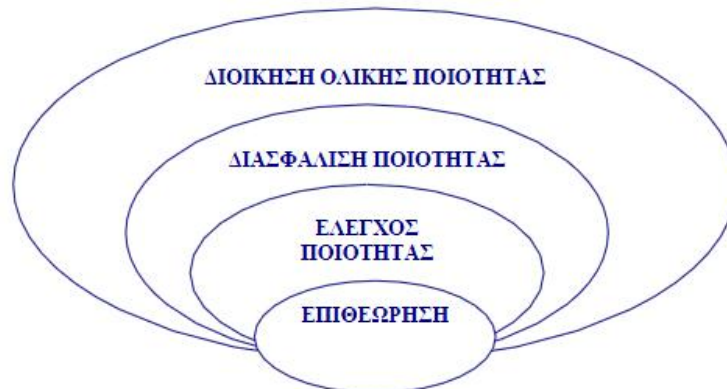 ΔΙΟΙΚΗΣΗ ΟΛΙΚΗΣ ΠΟΙΟΤΗΤΑΣ
ΔΙΑΣΦΑΛΙΣΗ ΠΟΙΟΤΗΤΑΣ
ΕΛΕΓΧΟΣ
ΠΟΙΟΤΗΤΑΣ
ΕΠΙΘΕΩΡΗΣΗ